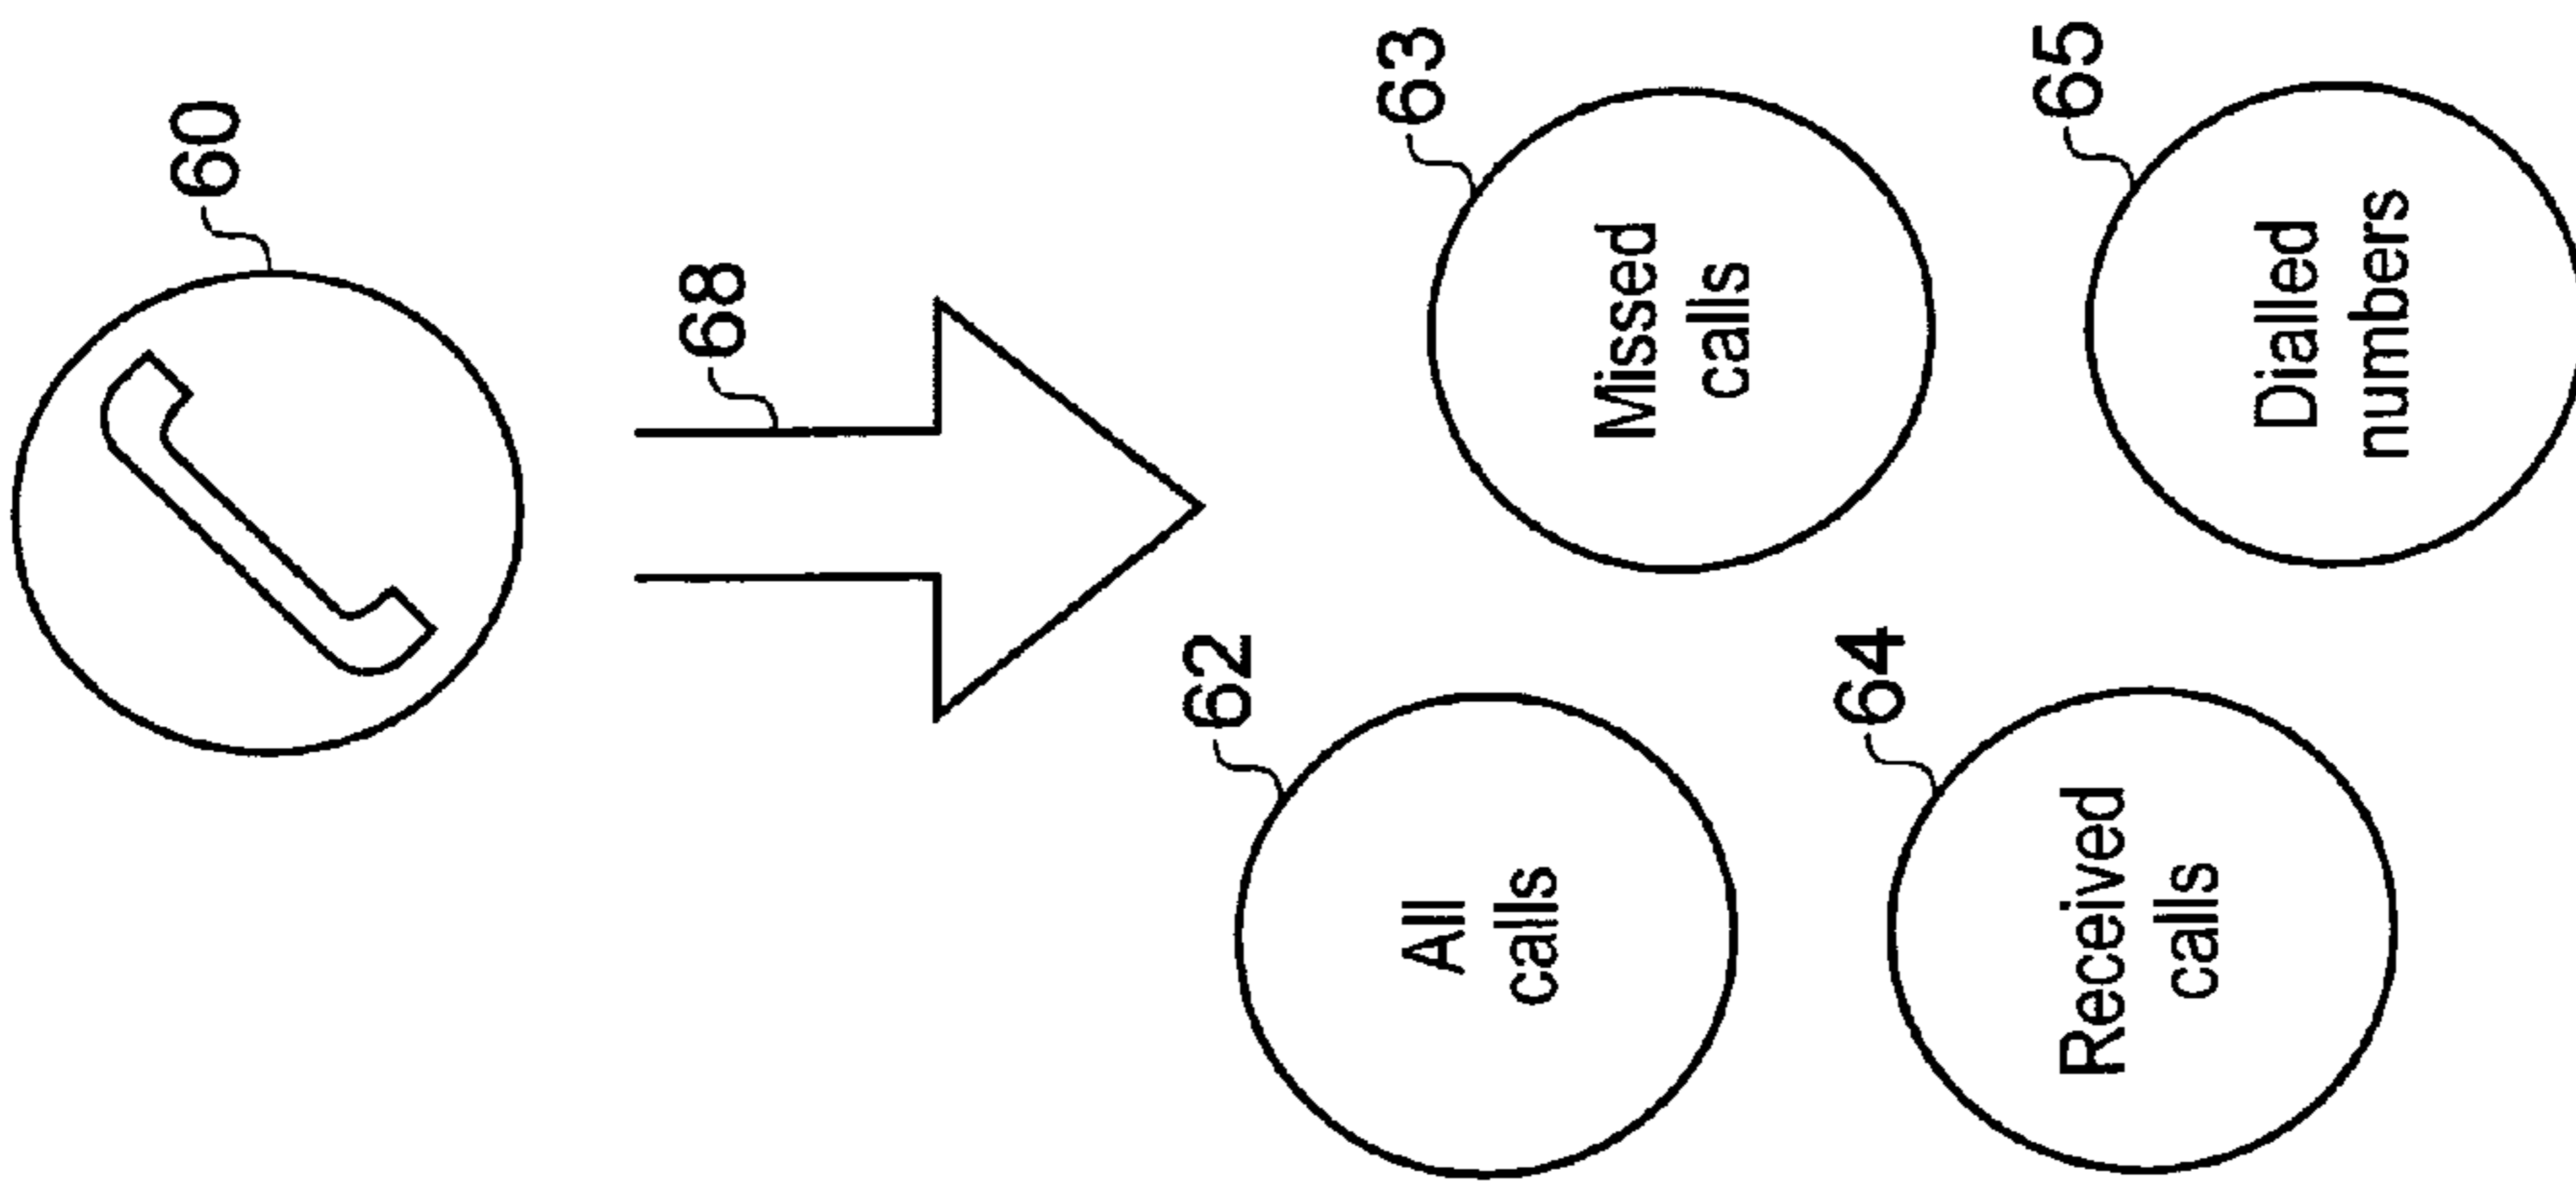 60
68
62
All
calls
63
Missed
calls
64
Received
calls
65
Dialled
numbers